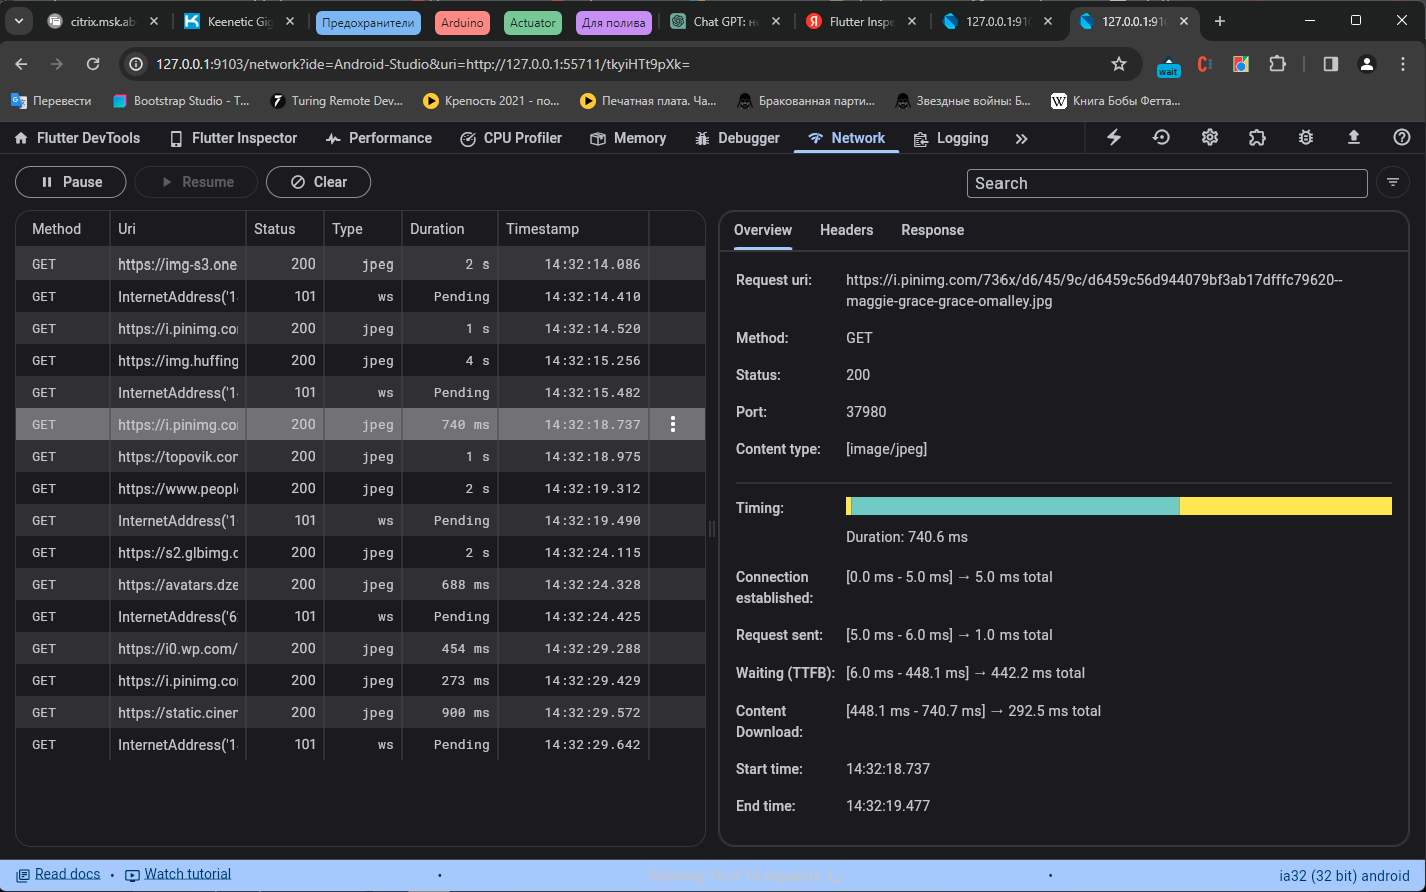 citrix.msk.ab
Keenetic Gig
Предохранители
Arduino
Actuator
Для полива
Chat GPT: не
Flutter Inspe
127.0.0.1:910
127.0.0.1:910
127.0.0.1:9103/network?ide=Android-Studio&uri=http://127.0.0.1:55711/tkyiHTt9pXk=
wait
Перевести
Bootstrap Studio - T...
Turing Remote Dev...
Крепость 2021 - по...
Печатная плата. Ча...
Бракованная парти...
Звездные войны: Б...
W Книга Бобы Фетта...
Flutter DevTools
Flutter Inspector
Performance
CPU Profiler
Memory
Debugger
Network
Logging
Pause
Resume
Clear
Search
Method Uri Status Type Duration Timestamp
GET https://img-s3.one 200 jpeg 2 s 14:32:14.086
GET InternetAddress('1 101 ws Pending 14:32:14.410
GET https://i.pinimg.co 200 jpeg 1 s 14:32:14.520
GET https://img.huffing 200 jpeg 4 s 14:32:15.256
GET InternetAddress('1 101 ws Pending 14:32:15.482
GET https://i.pinimg.co 200 jpeg 740 ms 14:32:18.737
GET https://topovik.com 200 jpeg 1 s 14:32:18.975
GET https://www.people 200 jpeg 2 s 14:32:19.312
GET InternetAddress('1 101 ws Pending 14:32:19.490
GET https://s2.glbimg.c 200 jpeg 2 s 14:32:24.115
GET https://avatars.dze 200 jpeg 688 ms 14:32:24.328
GET InternetAddress('6 101 ws Pending 14:32:24.425
GET https://i0.wp.com/ 200 jpeg 454 ms 14:32:29.288
GET https://i.pinimg.co 200 jpeg 273 ms 14:32:29.429
GET https://static.ciner 200 jpeg 900 ms 14:32:29.572
GET InternetAddress('1 101 ws Pending 14:32:29.642
Overview Headers Response
Request uri: https://i.pinimg.com/736x/d6/45/9c/d6459c56d944079bf3ab17dfffc79620--
maggie-grace-grace-omalley.jpg
Method: GET
Status: 200
Port: 37980
Content type: [image/jpeg]
Timing:
Duration: 740.6 ms
Connection
established: [0.0 ms - 5.0 ms] → 5.0 ms total
Request sent: [5.0 ms - 6.0 ms] → 1.0 ms total
Waiting (TTFB): [6.0 ms - 448.1 ms] → 442.2 ms total
Content
Download: [448.1 ms - 740.7 ms] → 292.5 ms total
Start time: 14:32:18.737
End time: 14:32:19.477
Read docs • Watch tutorial • Showing 16 of 16 requests • ia32 (32 bit) android